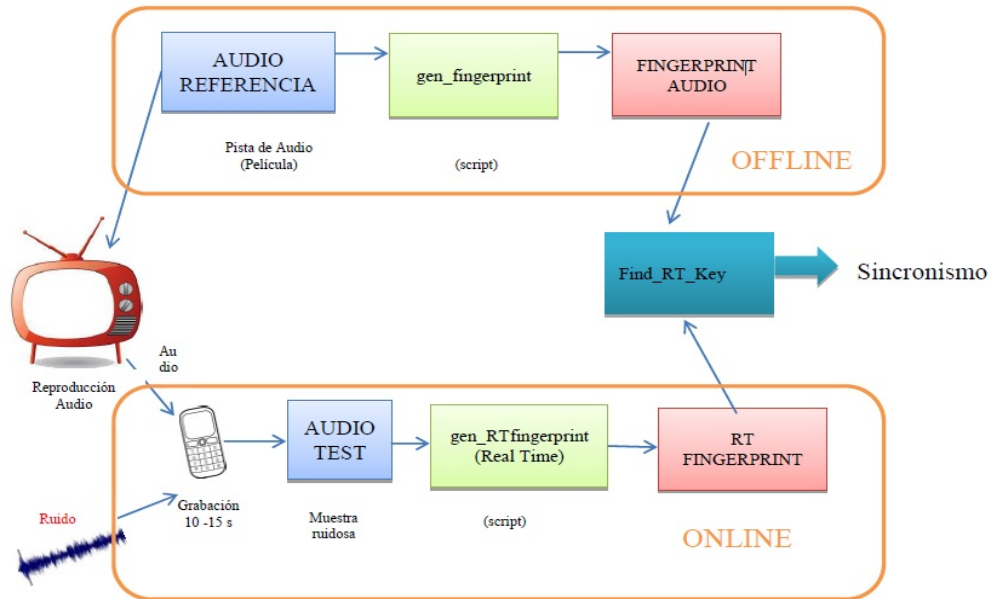 AUDIO
REFERENCIA
gen_fingerprint
FINGERPRINT
AUDIO
Pista de Audio
(Película)
(script)
OFFLINE
Find_RT_Key
Sincronismo
Au
dio
Reproducción
Audio
AUDIO
TEST
gen_RTfingerprint
(Real Time)
RT
FINGERPRINT
Grabación
10 -15 s
Ruido
Muestra
ruidosa
(script)
ONLINE